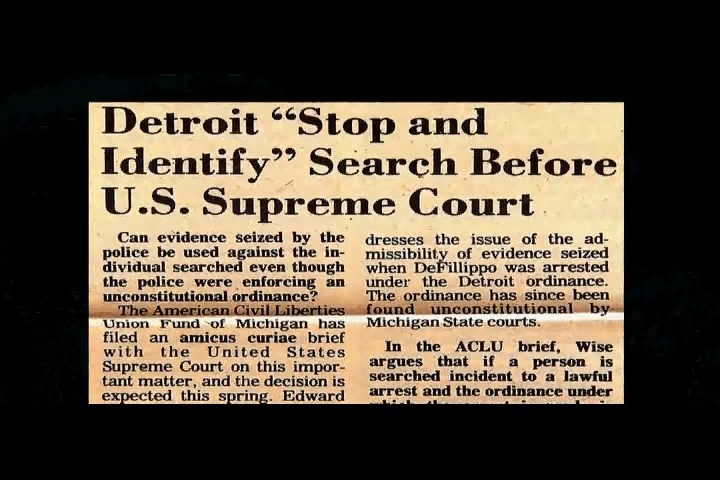 Detroit “Stop and
Identify” Search Before
U.S. Supreme Court
Can evidence seized by the
police be used against the in-
dividual searched even though
the police were enforcing an
unconstitutional ordinance?
The American Civil Liberties
Union Fund of Michigan has
filed an amicus curiae brief
with the United States
Supreme Court on this impor-
tant matter, and the decision is
expected this spring. Edward
dresses the issue of the ad-
missibility of evidence seized
when DeFillippo was arrested
under the Detroit ordinance.
The ordinance has since been
found unconstitutional by
Michigan State courts.
In the ACLU brief, Wise
argues that if a person is
searched incident to a lawful
arrest and the ordinance under